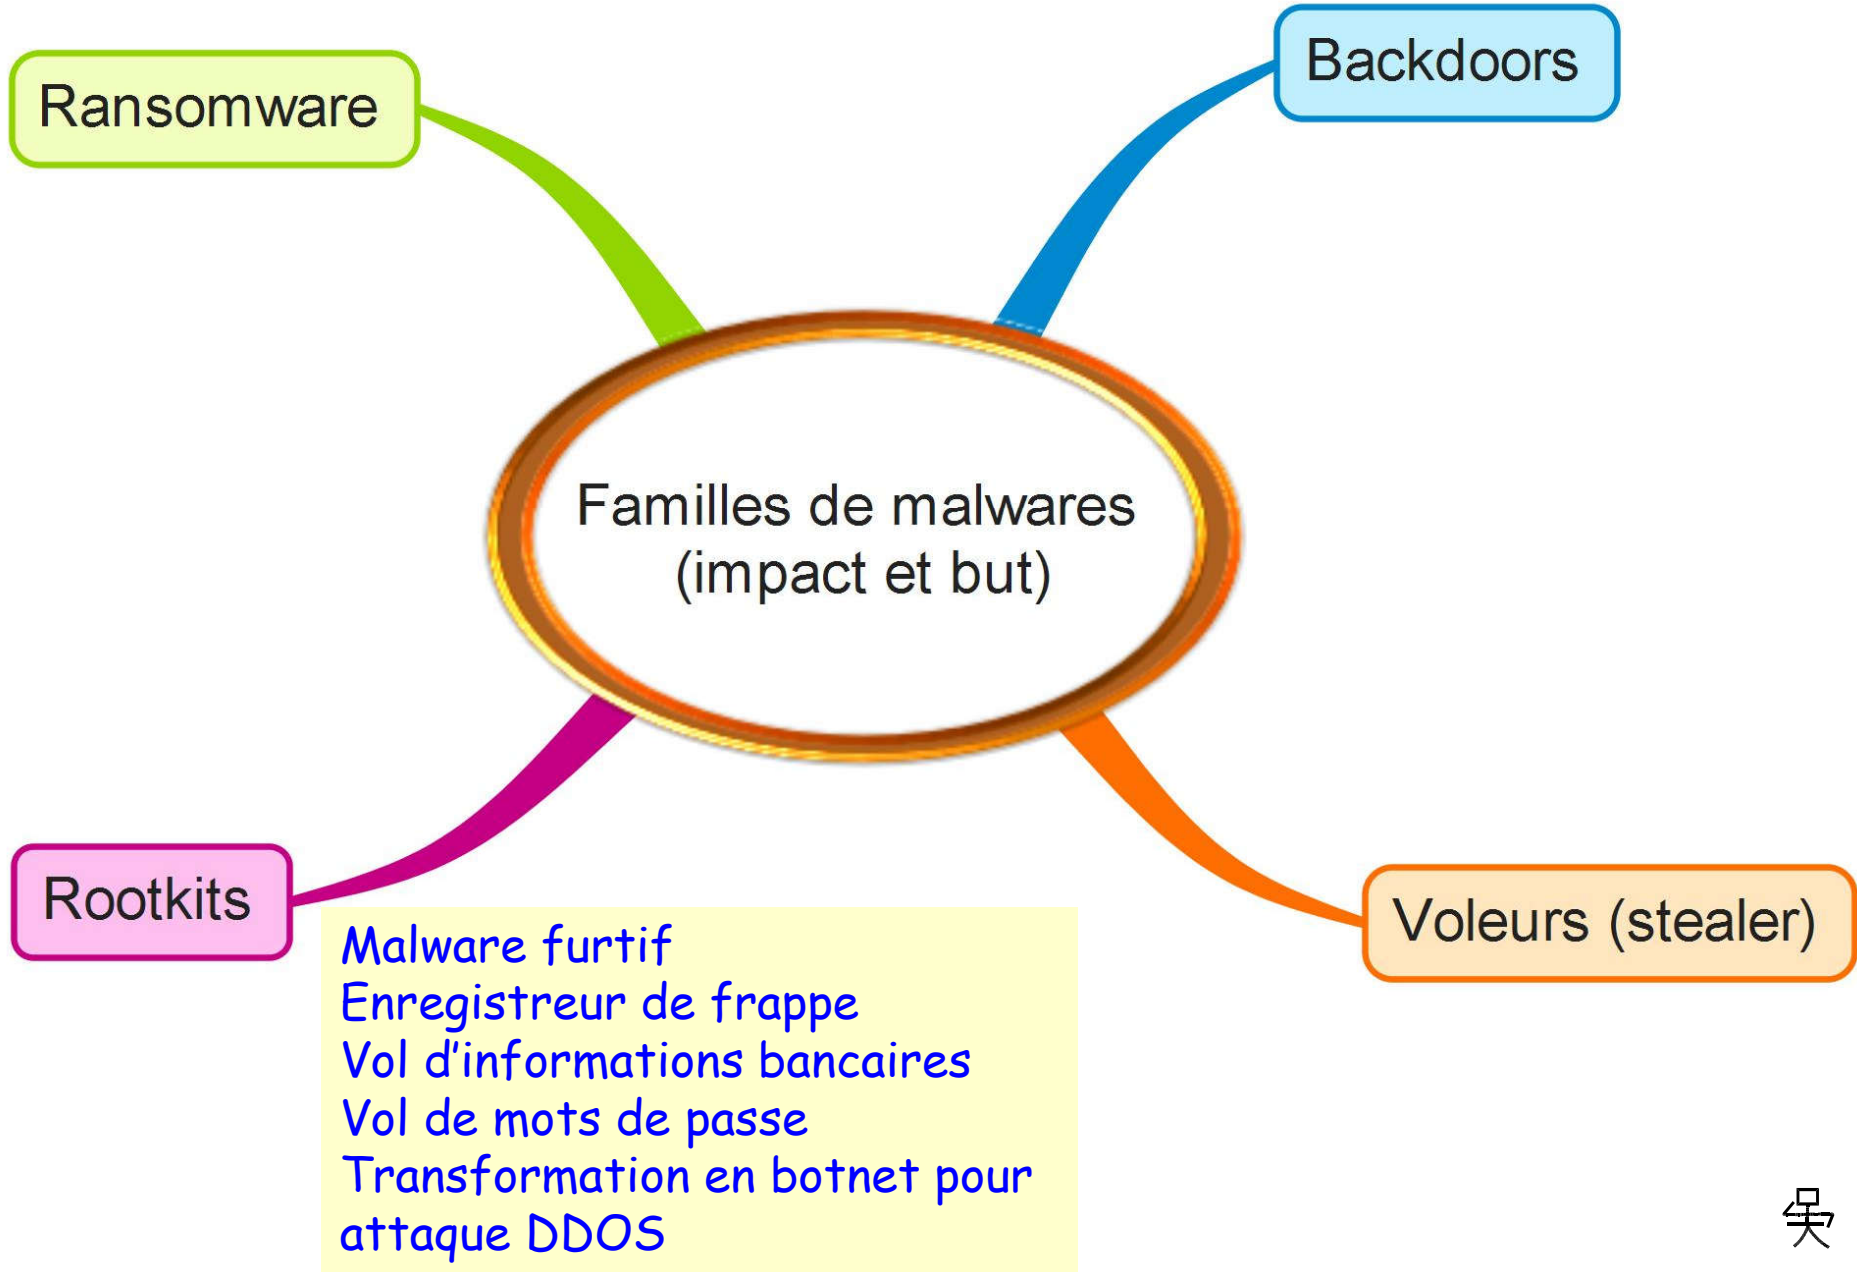 Ransomware
Backdoors
Familles de malwares
(impact et but)
Rootkits
Voleurs (stealer)
Malware furtif
Enregistreur de frappe
Vol d'informations bancaires
Vol de mots de passe
Transformation en botnet pour
attaque DDOS